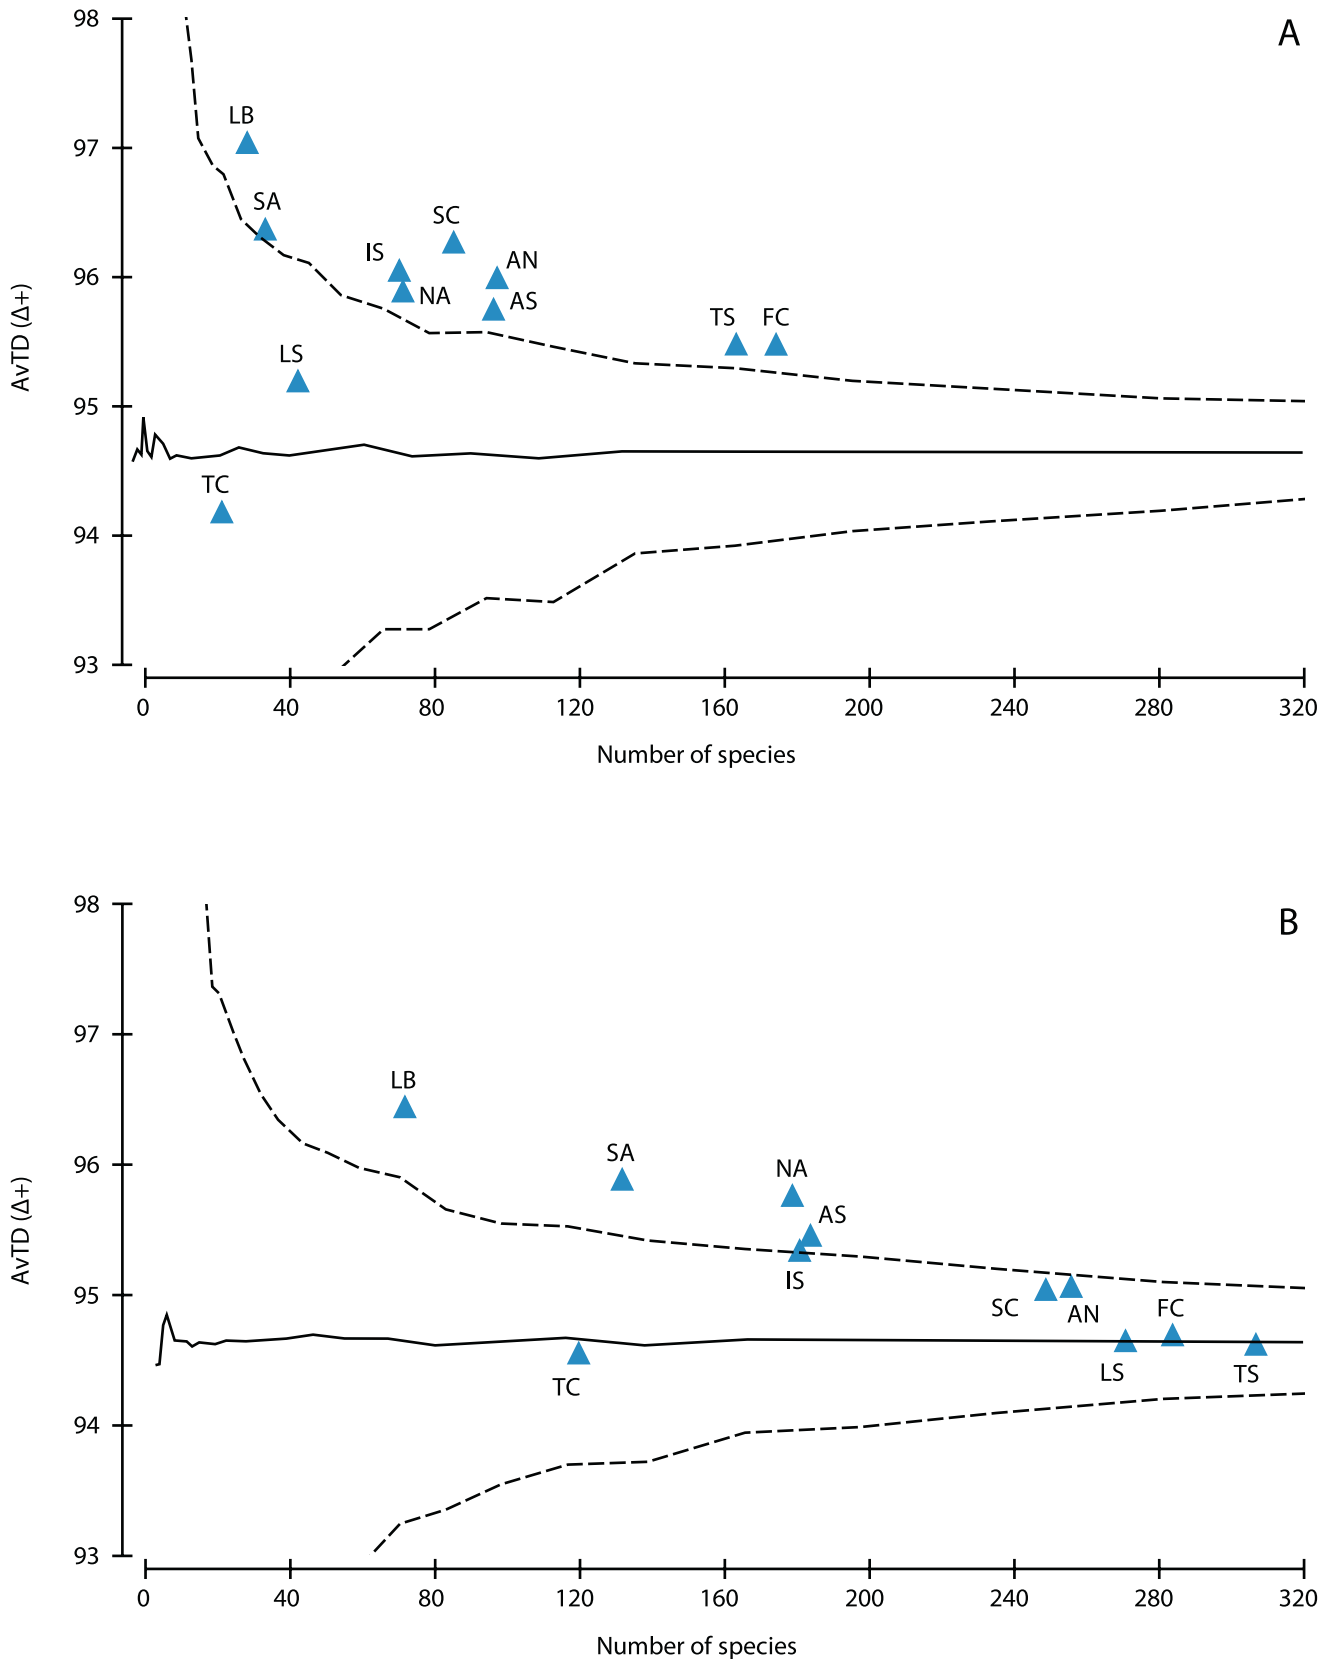 A
98
97
96
95
94
93
AvTD (Δ+)
LB
SA
SC
IS
AN
NA
AS
TS FC
LS
TC
0 40 80 120 160 200 240 280 320
Number of species
B
98
97
96
95
94
93
AvTD (Δ+)
LB
SA
NA
AS
IS
SC
AN
FC
LS
TS
TC
0 40 80 120 160 200 240 280 320
Number of species